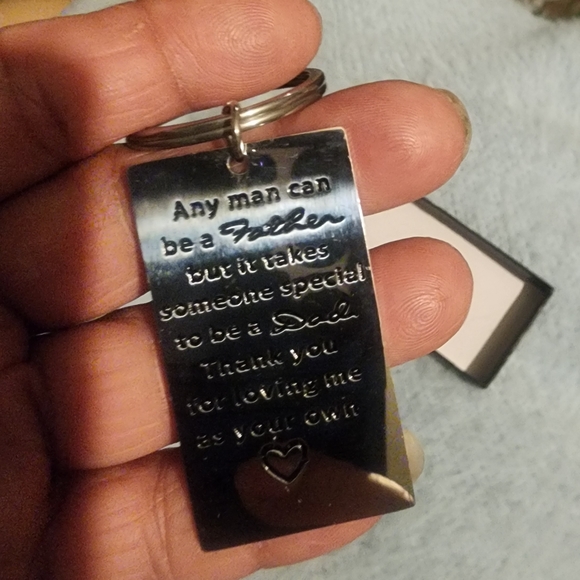 Any man can
be a Father
but it takes
someone special
to be a Dad
Thank you
for loving me
as your own